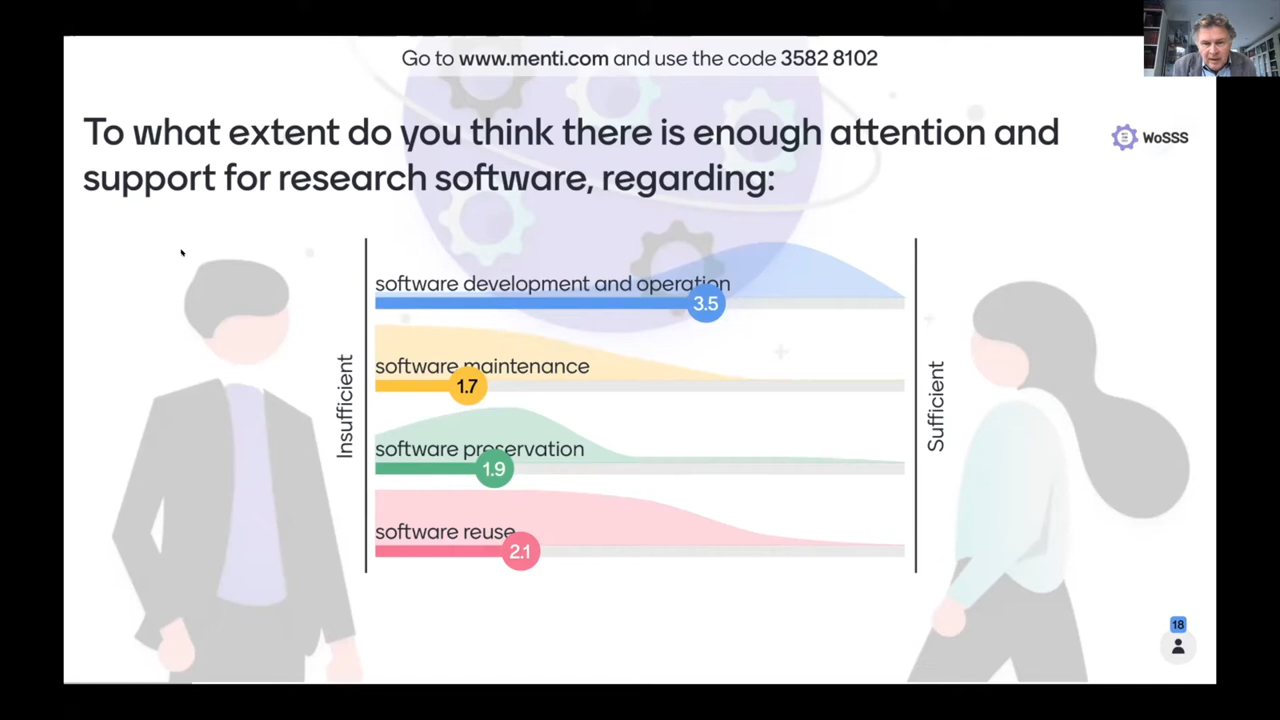 Go to www.menti.com and use the code 3582 8102
To what extent do you think there is enough attention and
support for research software, regarding:
WoSSS
Insufficient
software development and operation
3.5
software maintenance
1.7
software preservation
1.9
software reuse
2.1
Sufficient
18